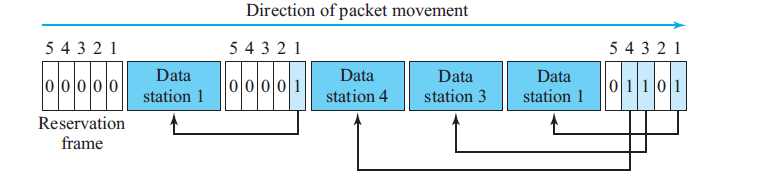 Direction of packet movement
5 4 3 2 1
5 4 3 2 1
5 4 3 2 1
0 0 0 0 0
Data
station 1
0 0 0 0 1
Data
station 4
Data
station 3
Data
station 1
0 1 1 0 1
Reservation
frame